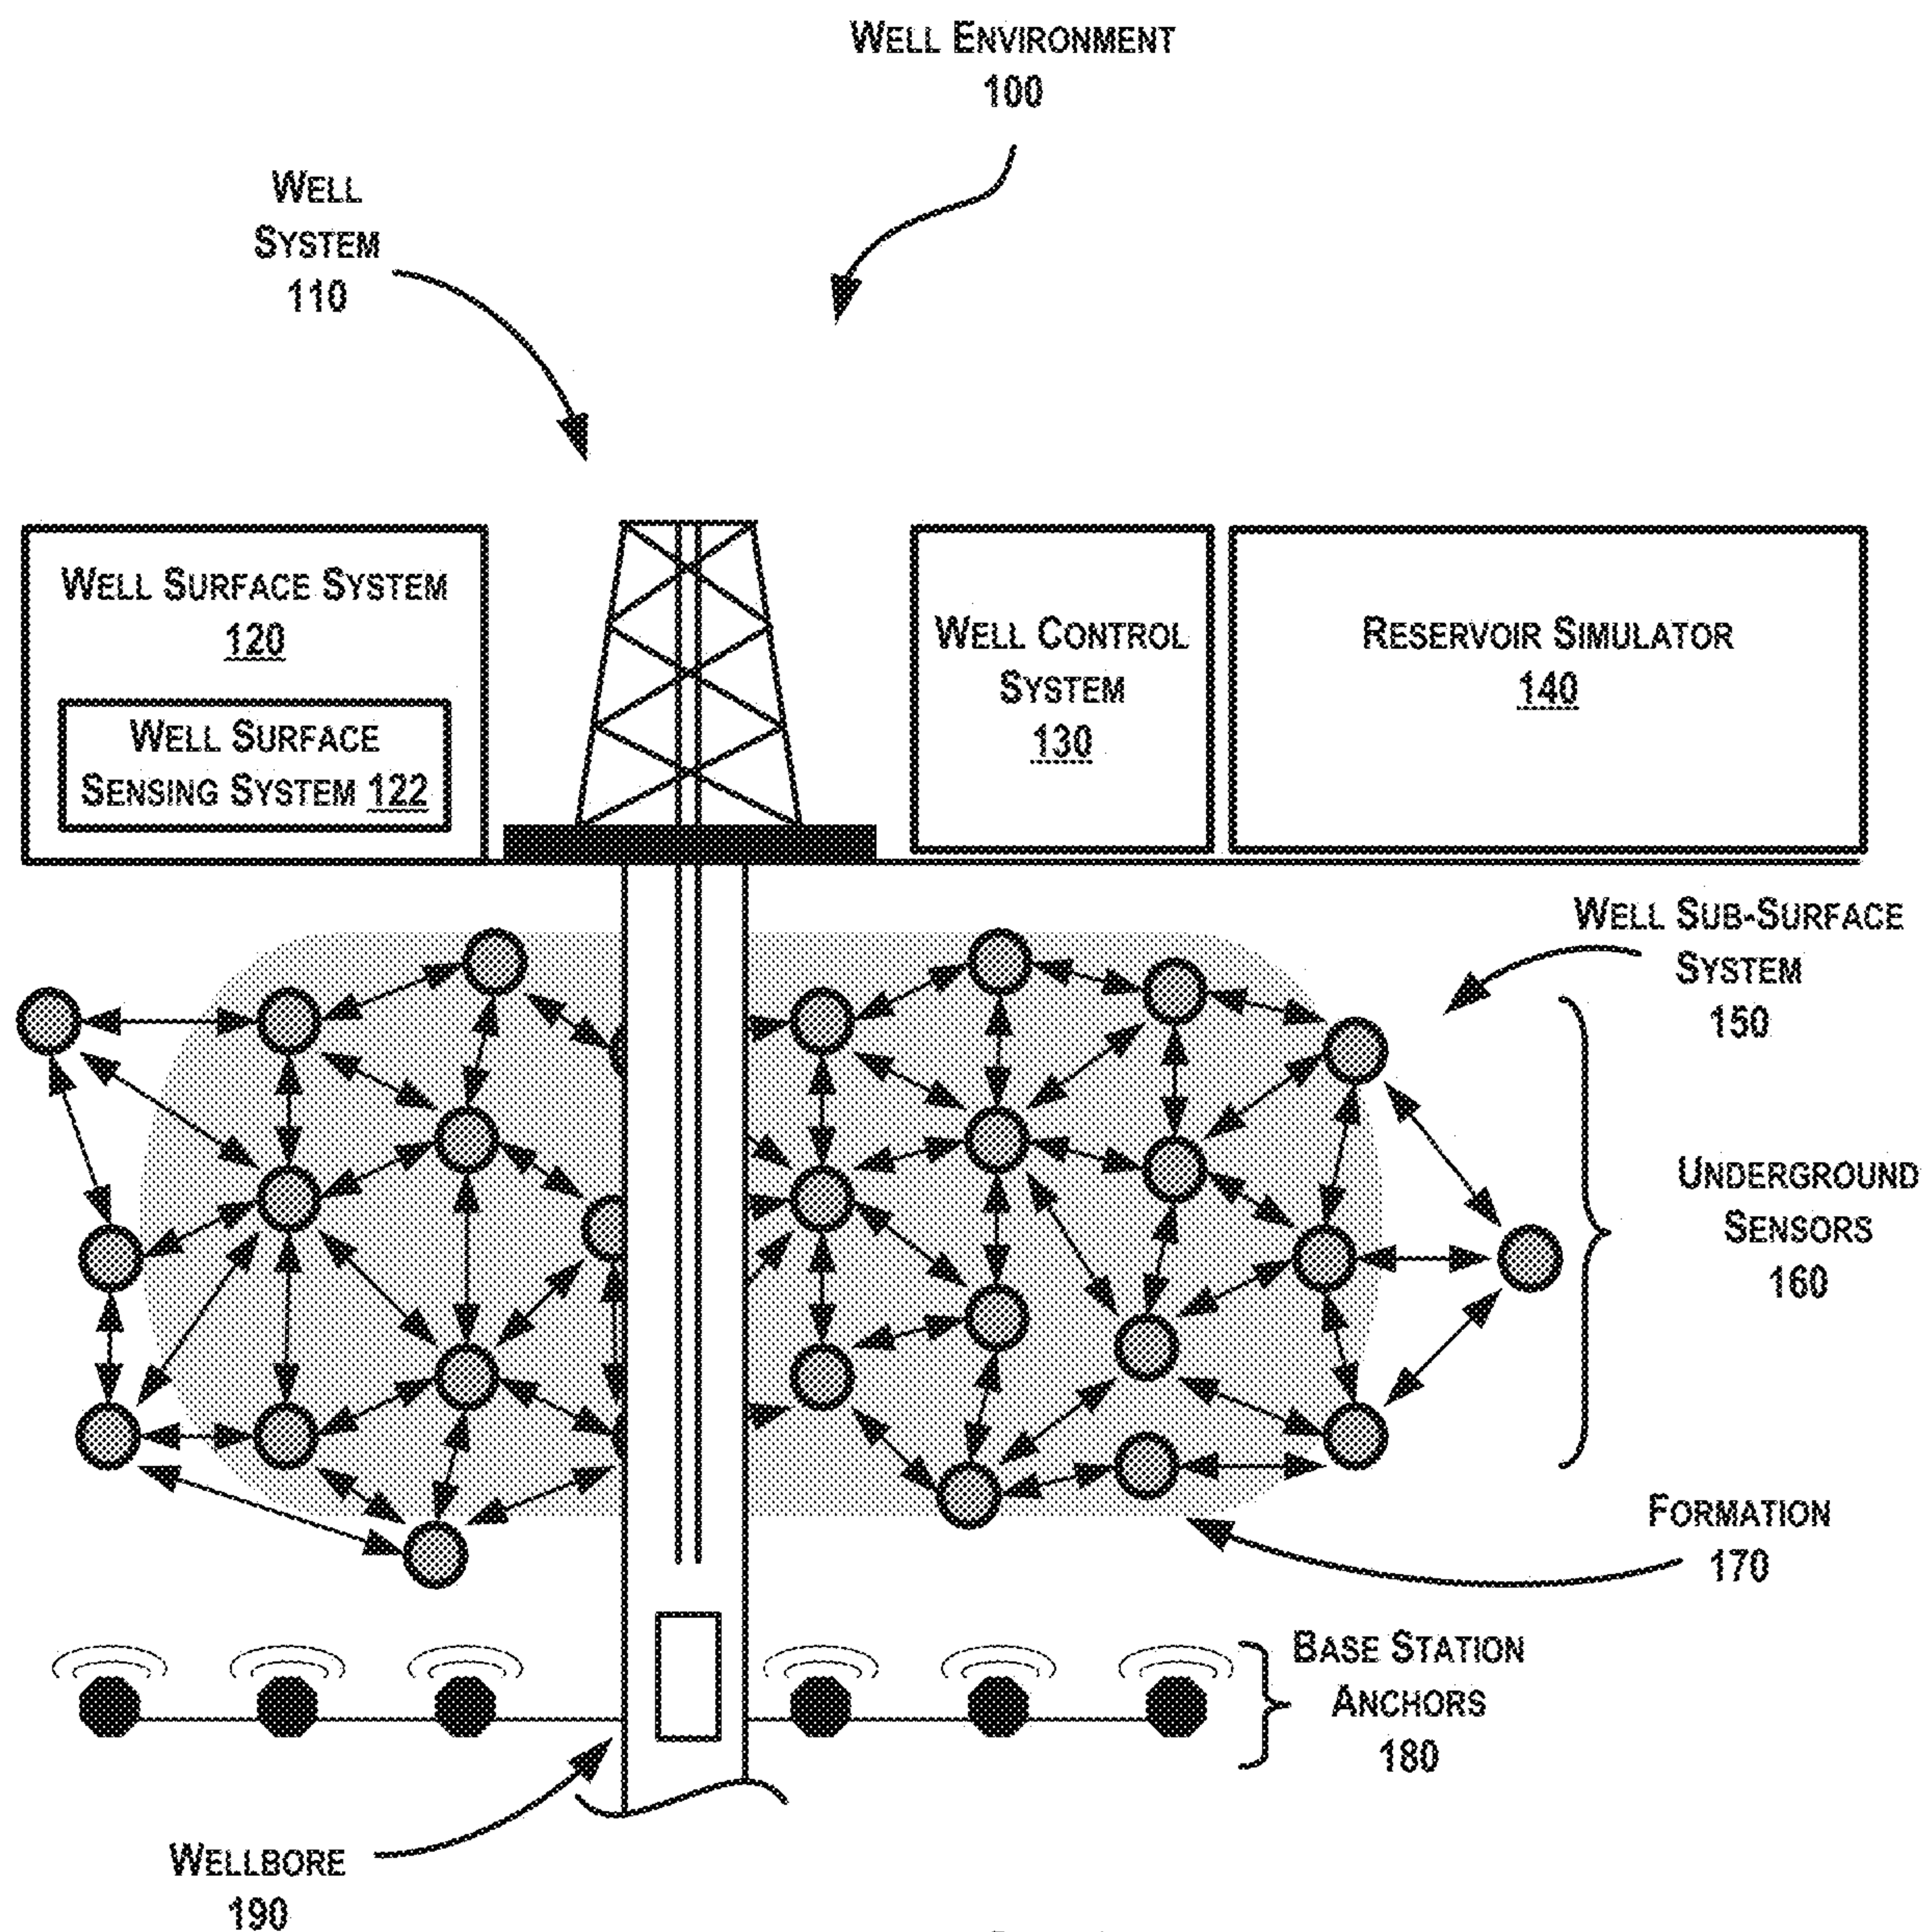 WELL ENVIRONMENT
100
WELL
SYSTEM
110
WELL SURFACE SYSTEM
120
WELL SURFACE
SENSING SYSTEM 122
WELL CONTROL
SYSTEM
130
RESERVOIR SIMULATOR
140
WELL SUB-SURFACE
SYSTEM
150
UNDERGROUND
SENSORS
160
FORMATION
170
BASE STATION
ANCHORS
180
WELLBORE
190